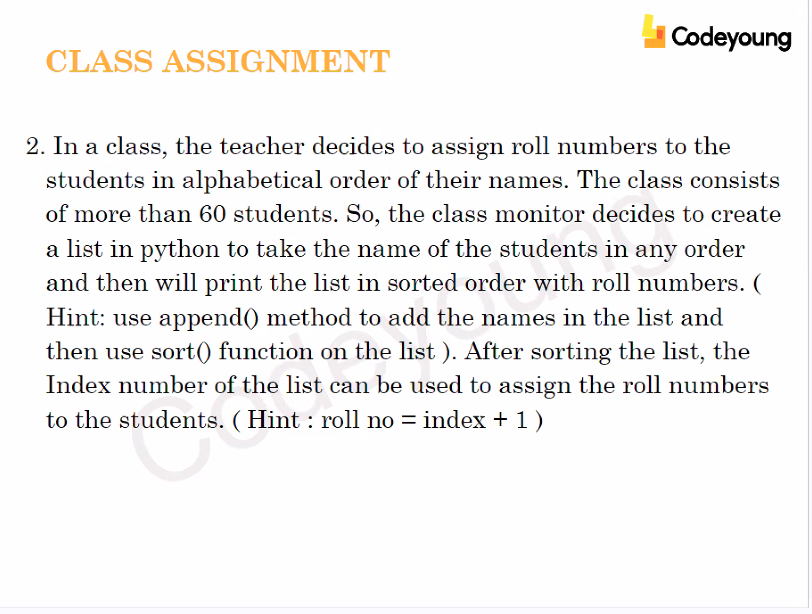 Codeyoung
CLASS ASSIGNMENT
2. In a class, the teacher decides to assign roll numbers to the
students in alphabetical order of their names. The class consists
of more than 60 students. So, the class monitor decides to create
a list in python to take the name of the students in any order
and then will print the list in sorted order with roll numbers. (
Hint: use append() method to add the names in the list and
then use sort() function on the list ). After sorting the list, the
Index number of the list can be used to assign the roll numbers
to the students. ( Hint : roll no = index + 1 )
Codeyoung